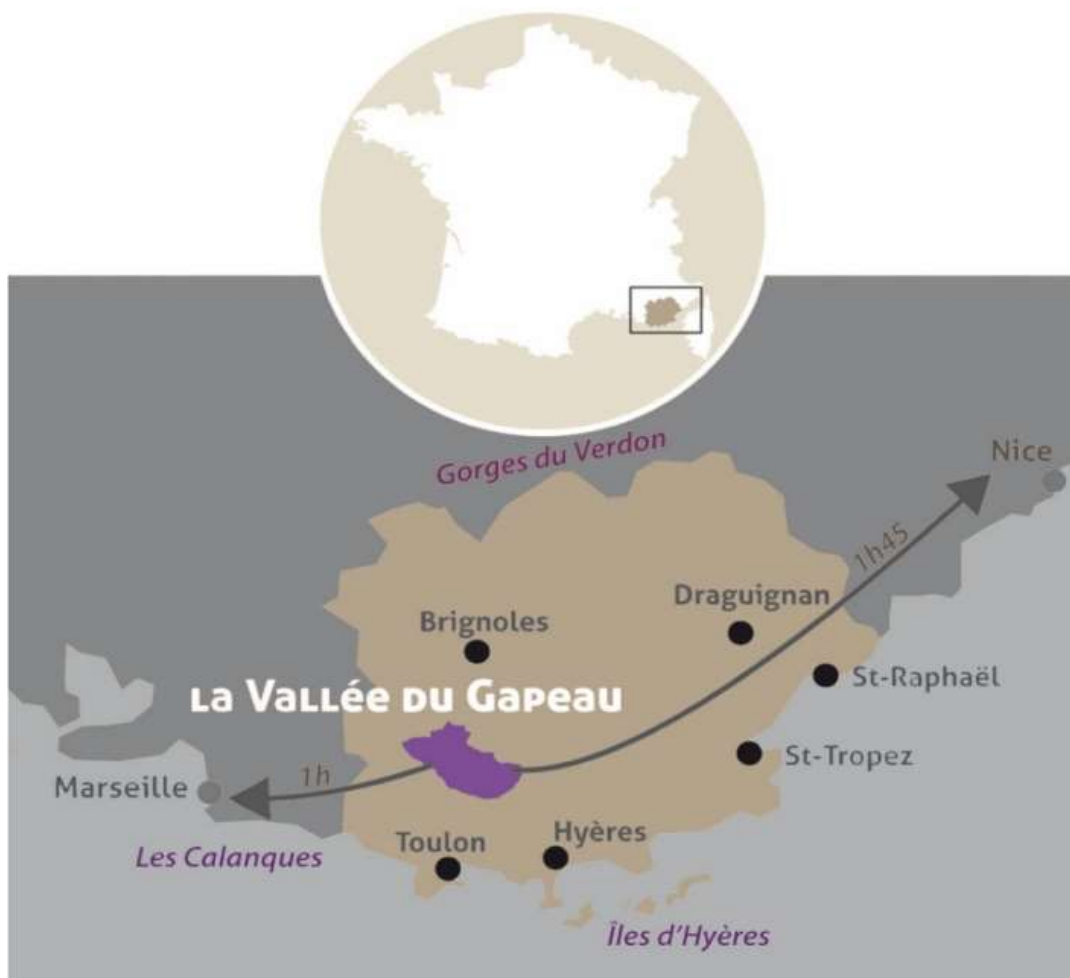 Gorges du Verdon
Nice
1h45
Draguignan
Brignoles
St-Raphaël
La Vallée du Gapeau
St-Tropez
1h
Marseille
Hyères
Toulon
Les Calanques
Îles d'Hyères